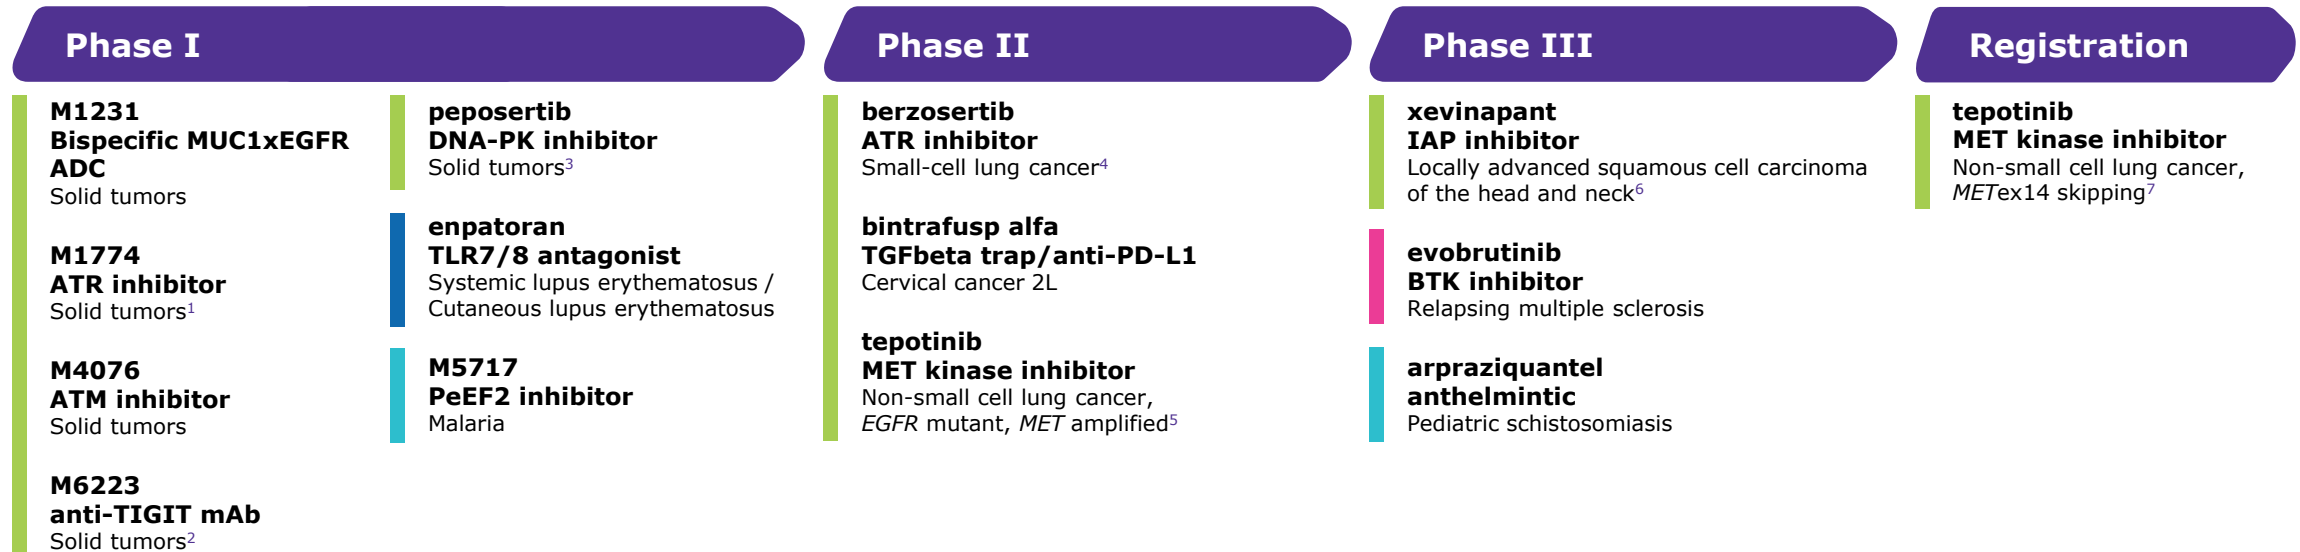 Phase I
M1231
Bispecific MUC1xEGFR
ADC
Solid tumors
M1774
ATR inhibitor
Solid tumors1
M4076
ATM inhibitor
Solid tumors
M6223
anti-TIGIT mAb
Solid tumors2
peposertib
DNA-PK inhibitor
Solid tumors3
enpatoran
TLR7/8 antagonist
Systemic lupus erythematosus /
Cutaneous lupus erythematosus
M5717
PeEF2 inhibitor
Malaria
Phase II
berzosertib
ATR inhibitor
Small-cell lung cancer4
bintrafusp alfa
TGFbeta trap/anti-PD-L1
Cervical cancer 2L
tepotinib
MET kinase inhibitor
Non-small cell lung cancer,
EGFR mutant, MET amplified5
Phase III
xevinapant
IAP inhibitor
Locally advanced squamous cell carcinoma
of the head and neck6
evobrutinib
BTK inhibitor
Relapsing multiple sclerosis
arpraziquantel
anthelmintic
Pediatric schistosomiasis
Registration
tepotinib
MET kinase inhibitor
Non-small cell lung cancer,
METex14 skipping7